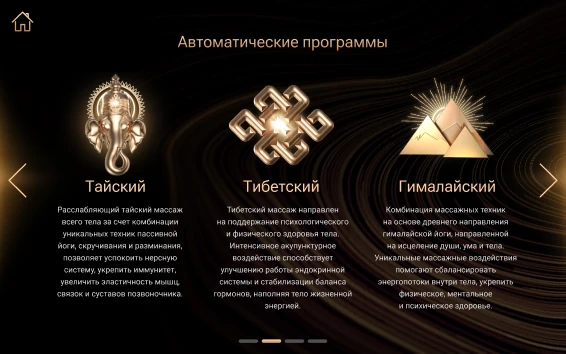 Автоматические программы
Тайский
Расслабляющий тайский массаж
всего тела за счет комбинации
уникальных техник пассивной
йоги, скручивания и разминания,
позволяет успокоить нервную
систему, укрепить иммунитет,
увеличить эластичность мышц,
связок и суставов позвоночника.
Тибетский
Тибетский массаж направлен
на поддержание психологического
и физического здоровья тела.
Интенсивное акупунктурное
воздействие способствует
улучшению работы эндокринной
системы и стабилизации баланса
гормонов, наполняя тело жизненной
энергией.
Гималайский
Комбинация массажных техник
на основе древнего направления
гималайской йоги, направленной
на исцеление души, ума и тела.
Уникальные массажные воздействия
помогают сбалансировать
энергопотоки внутри тела, укрепить
физическое, ментальное
и психическое здоровье.